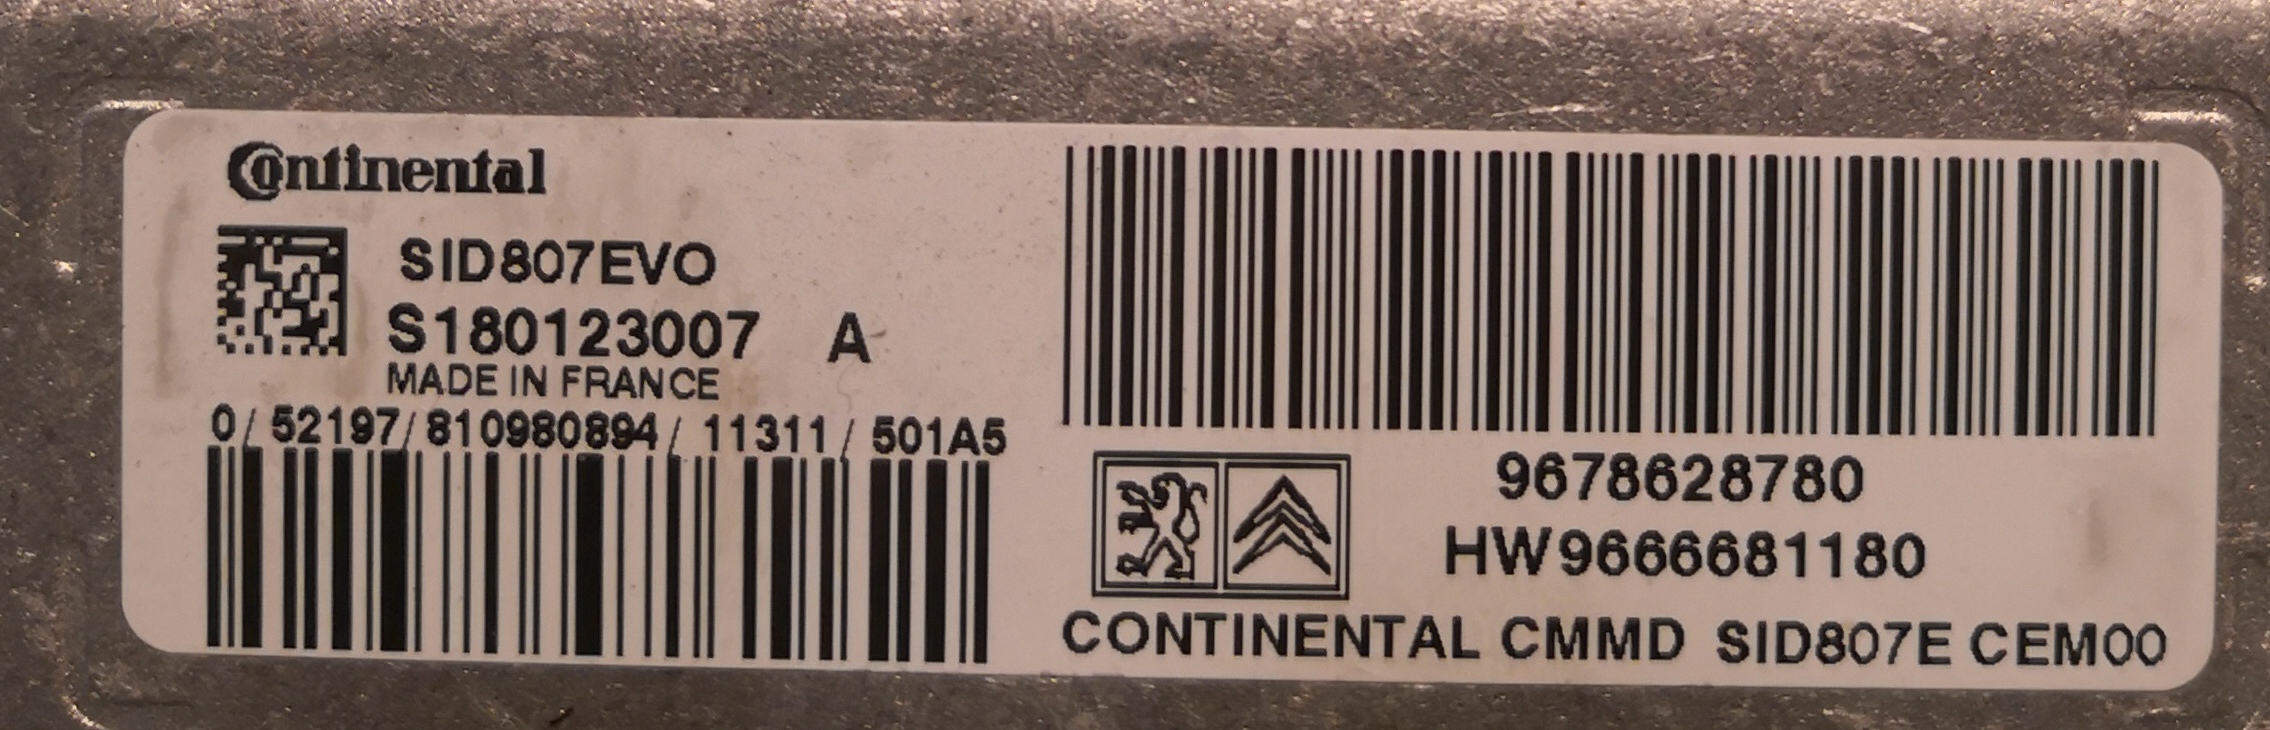 Continental
SID807EVO
S180123007 A
MADE IN FRANCE
0/ 52197/810980894/ 11311/ 501A5
9678628780
HW9666681180
CONTINENTAL CMMD SID807E CEM00